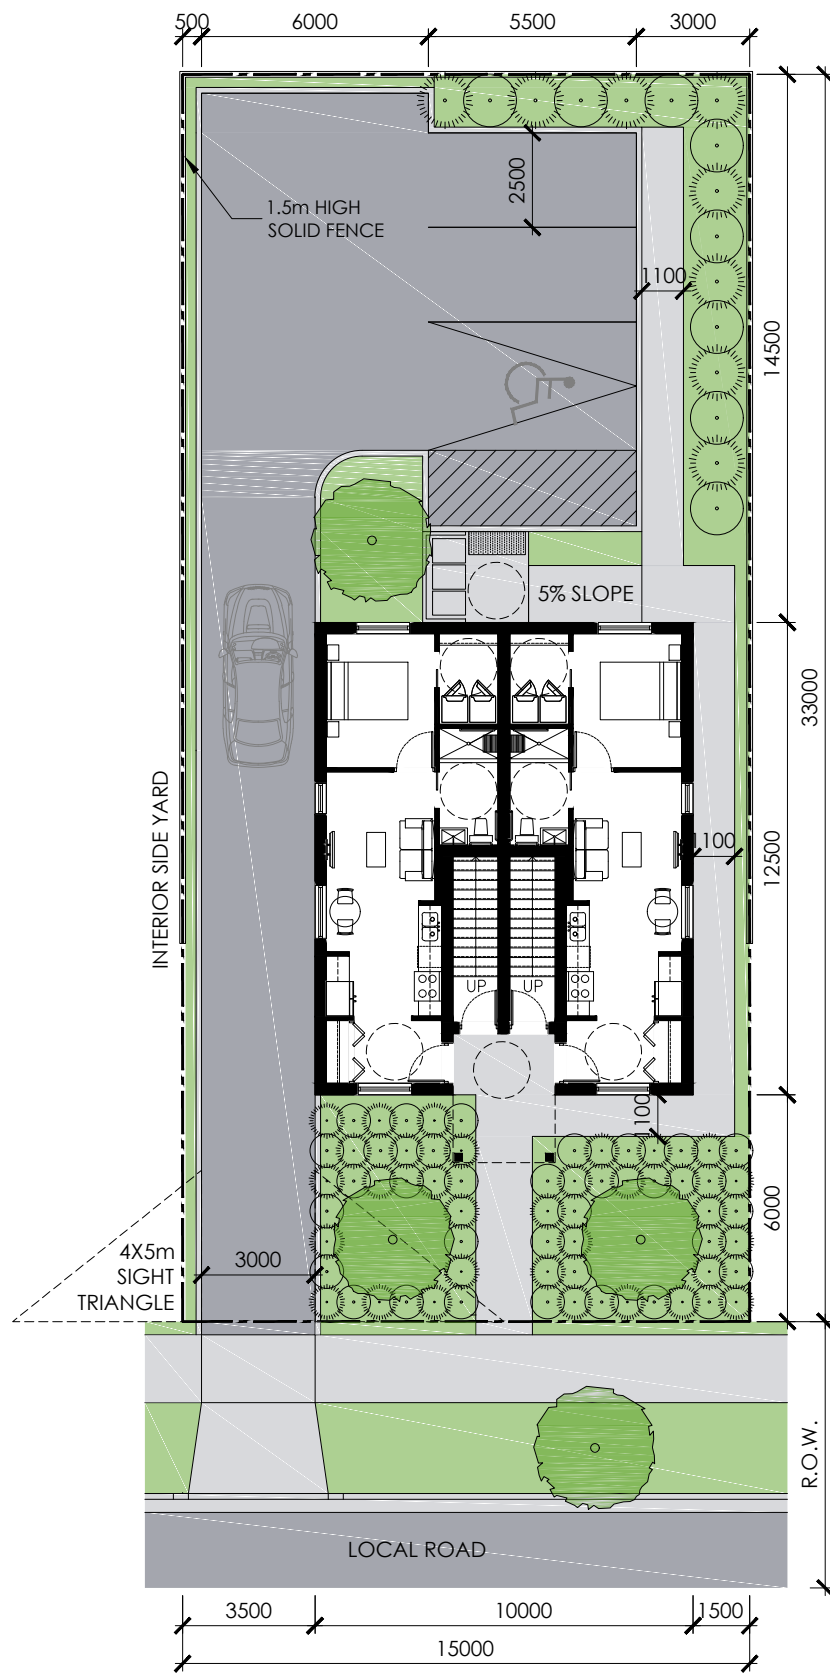 500
6000
5500
3000
1.5m HIGH
SOLID FENCE
2500
1100
14500
5% SLOPE
33000
INTERIOR SIDE YARD
1100
12500
UP
UP
1100
6000
4X5m
SIGHT
TRIANGLE
3000
R.O.W.
LOCAL ROAD
3500
10000
1500
15000